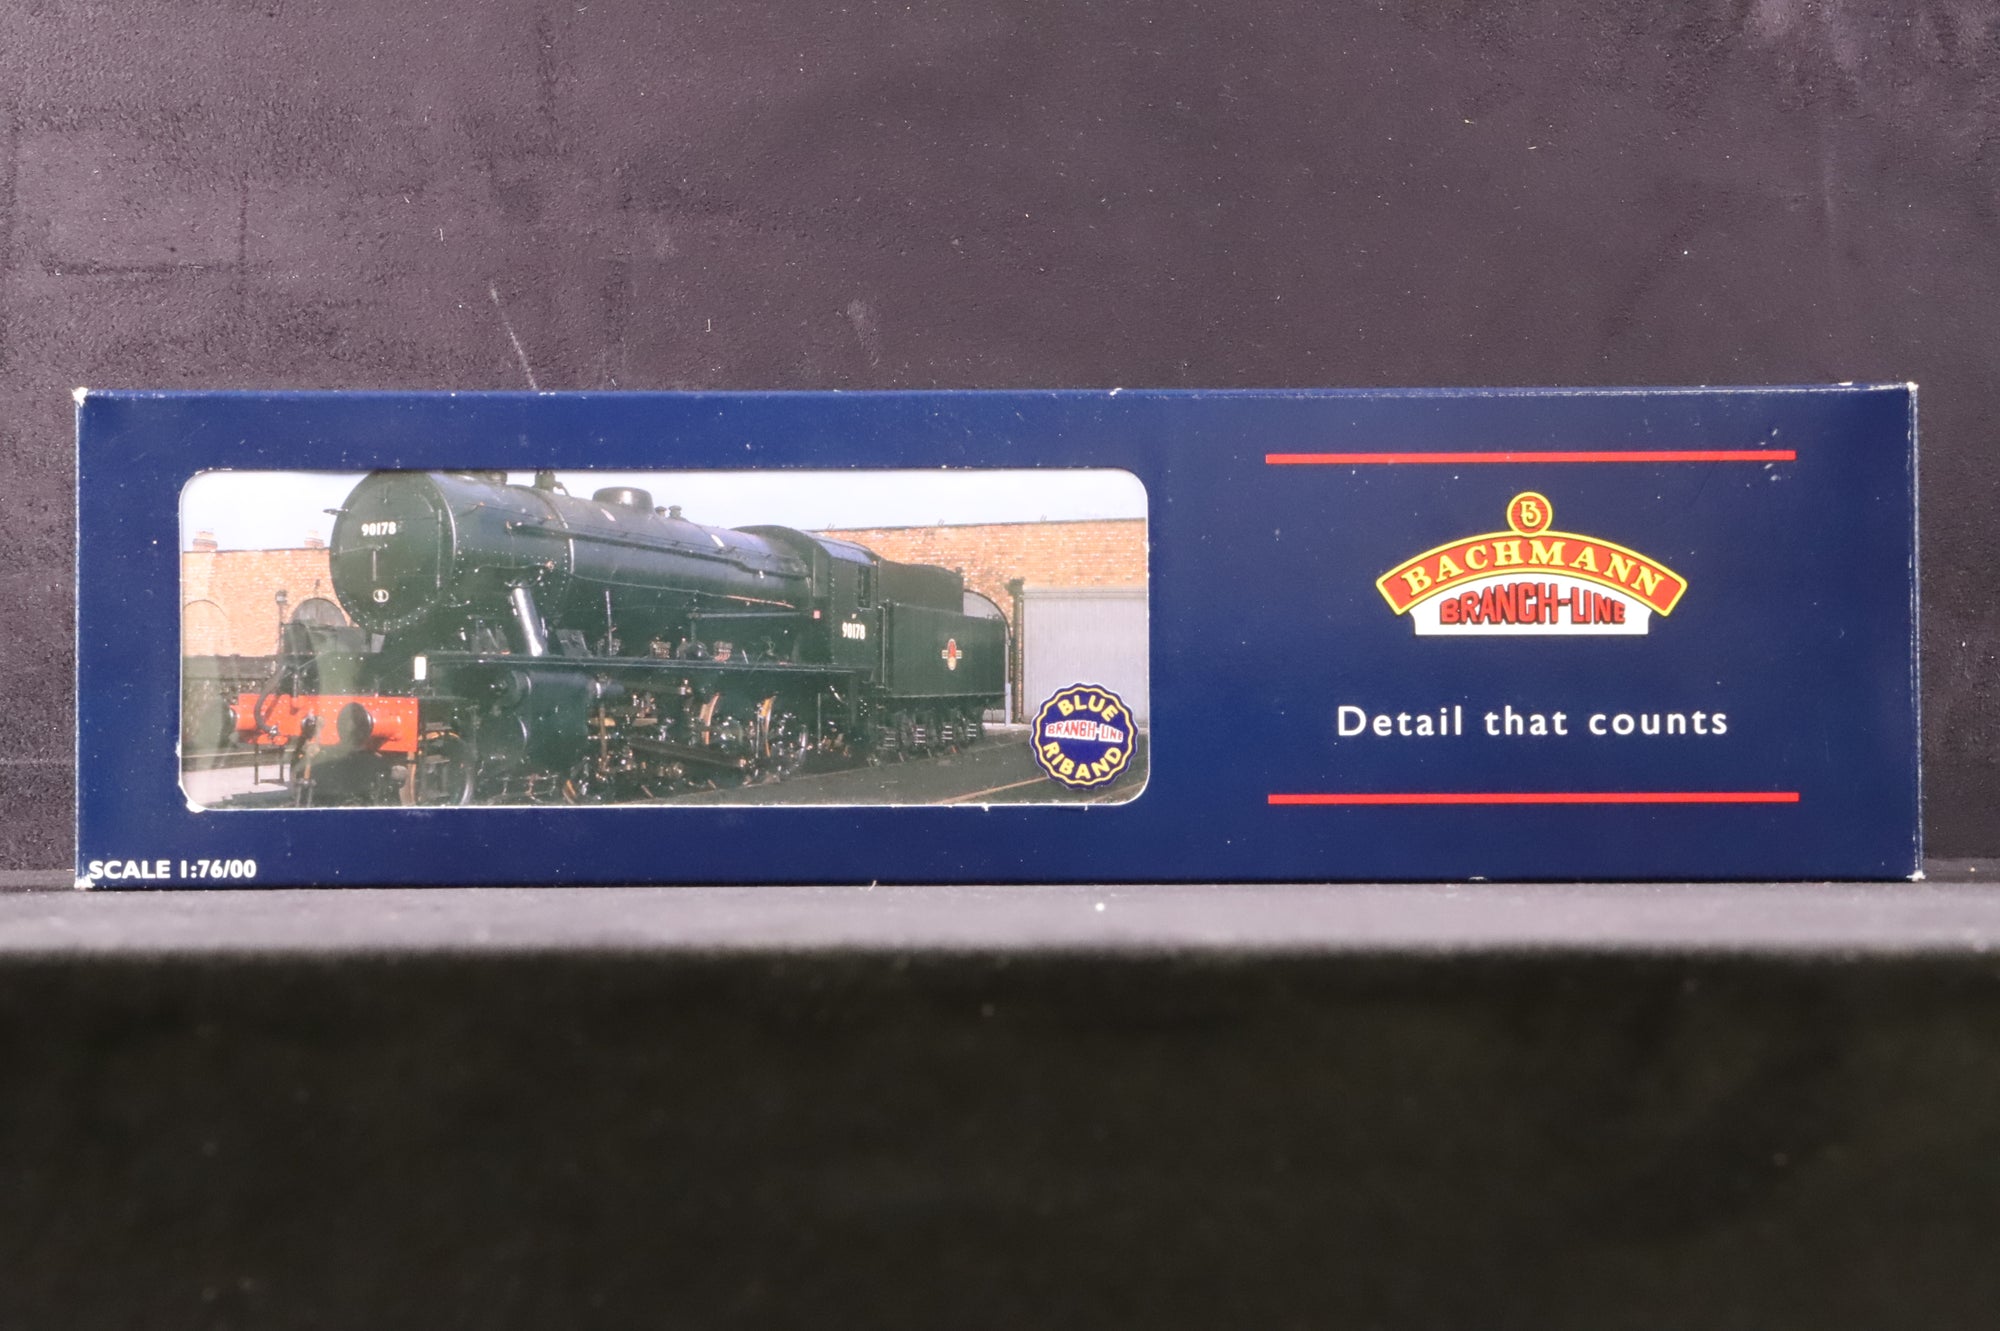 90178
90178
BLUE
BRANCH-LINE
RIBAND
B
BACHMANN
BRANCH-LINE
Detail that counts
SCALE 1:76/00